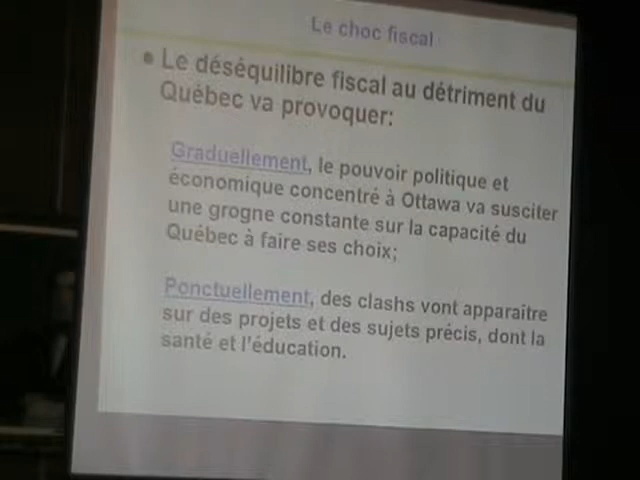 Le choc fiscal
• Le déséquilibre fiscal au détriment du
Québec va provoquer:
Graduellement, le pouvoir politique et
économique concentré à Ottawa va susciter
une grogne constante sur la capacité du
Québec à faire ses choix;
Ponctuellement, des clashs vont apparaître
sur des projets et des sujets précis, dont la
santé et l'éducation.